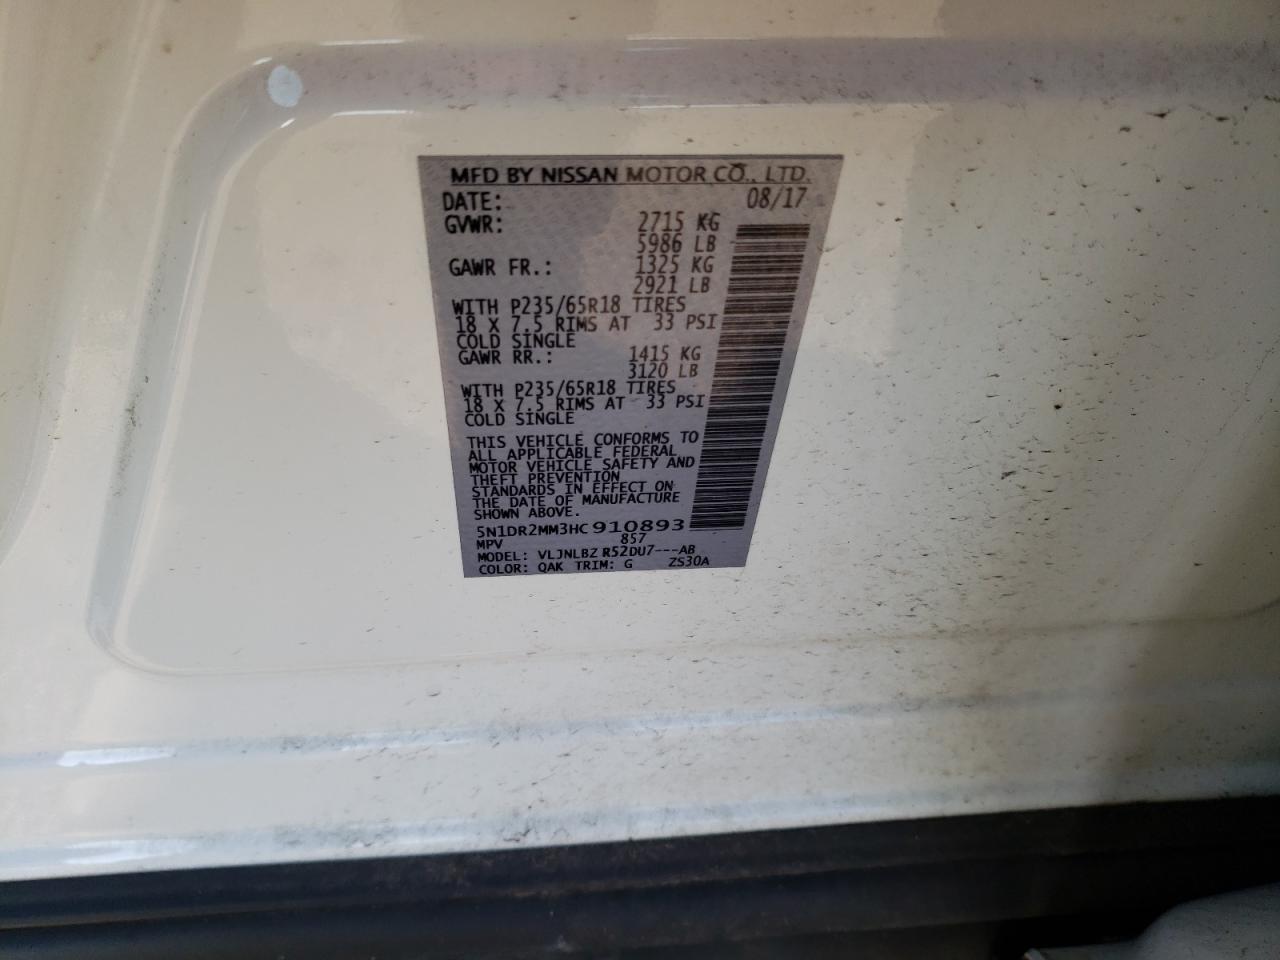 MFD BY NISSAN MOTOR CO., LTD.
DATE: 08/17
GVWR: 2715 KG
5986 LB
GAWR FR.: 1325 KG
2921 LB
WITH P235/65R18 TIRES
18 X 7.5 RIMS AT 33 PSI
COLD SINGLE
GAWR RR.: 1415 KG
3120 LB
WITH P235/65R18 TIRES
18 X 7.5 RIMS AT 33 PSI
COLD SINGLE
THIS VEHICLE CONFORMS TO
ALL APPLICABLE FEDERAL
MOTOR VEHICLE SAFETY AND
THEFT PREVENTION
STANDARDS IN EFFECT ON
THE DATE OF MANUFACTURE
SHOWN ABOVE.
5N1DR2MM3HC910893
MPV 857
MODEL: VLJNLBZ R52DU7---AB
COLOR: QAK TRIM: G ZS30A